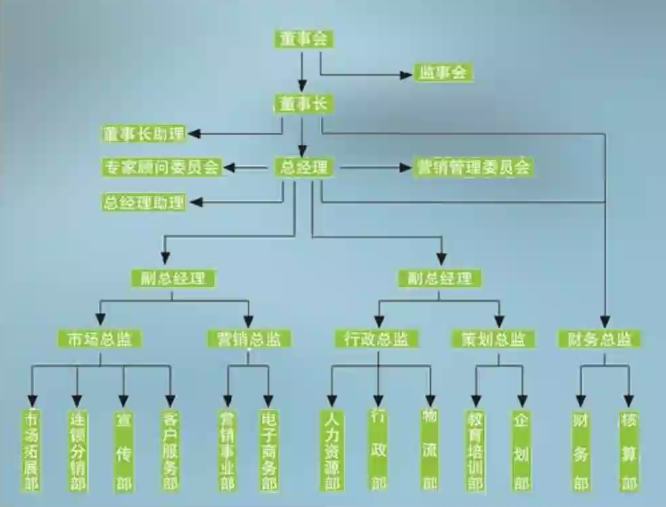 董事会
监事会
董事长
董事长助理
专家顾问委员会
总经理
营销管理委员会
总经理助理
副总经理
副总经理
市场总监
营销总监
行政总监
策划总监
财务总监
市场拓展部
连锁分销部
宣传部
客户服务部
营销事业部
电子商务部
人力资源部
行政部
物流部
教育培训部
企划部
财务部
核算部